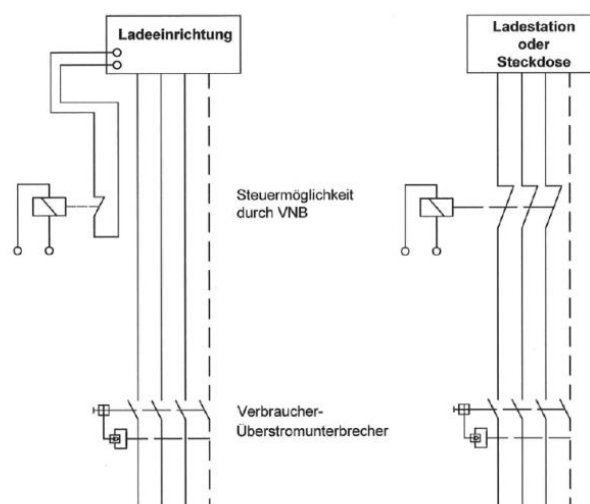 Ladeeinrichtung
Ladestation
oder
Steckdose
Steuermöglichkeit
durch VNB
Verbraucher-
Überstromunterbrecher